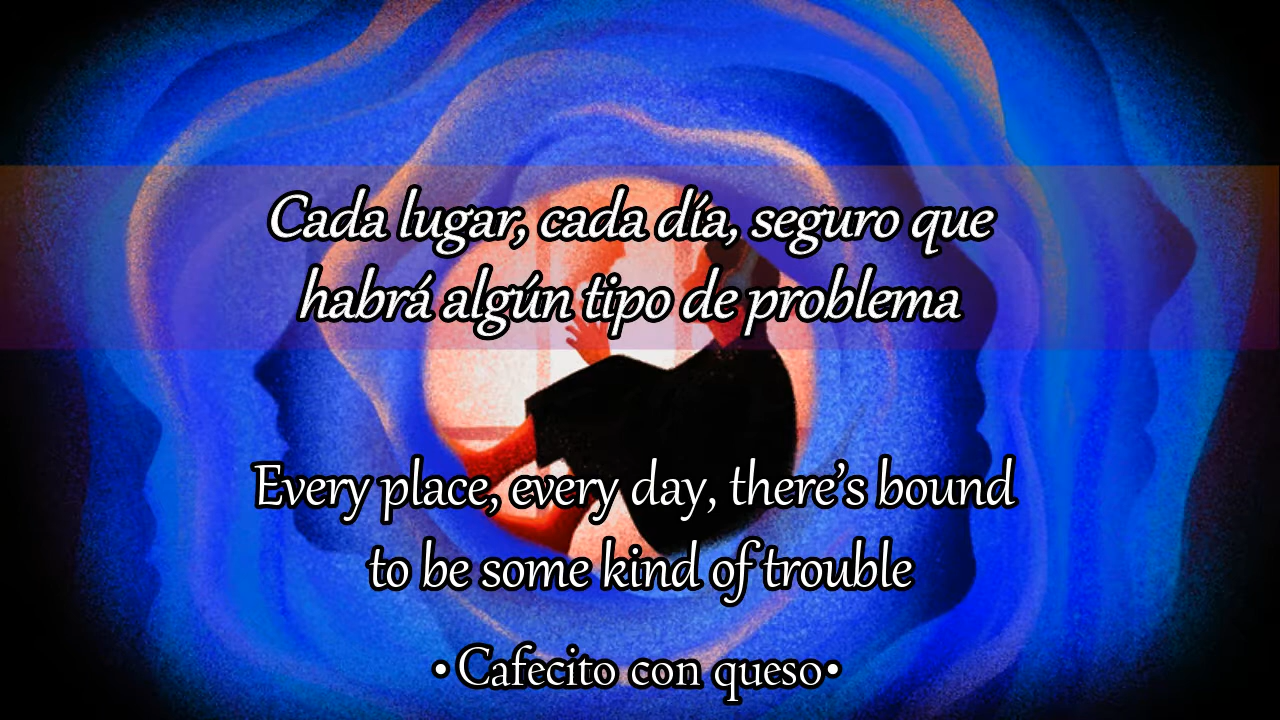 Cada lugar, cada día, seguro que
habrá algún tipo de problema
Every place, every day, there’s bound
to be some kind of trouble
•Cafecito con queso•